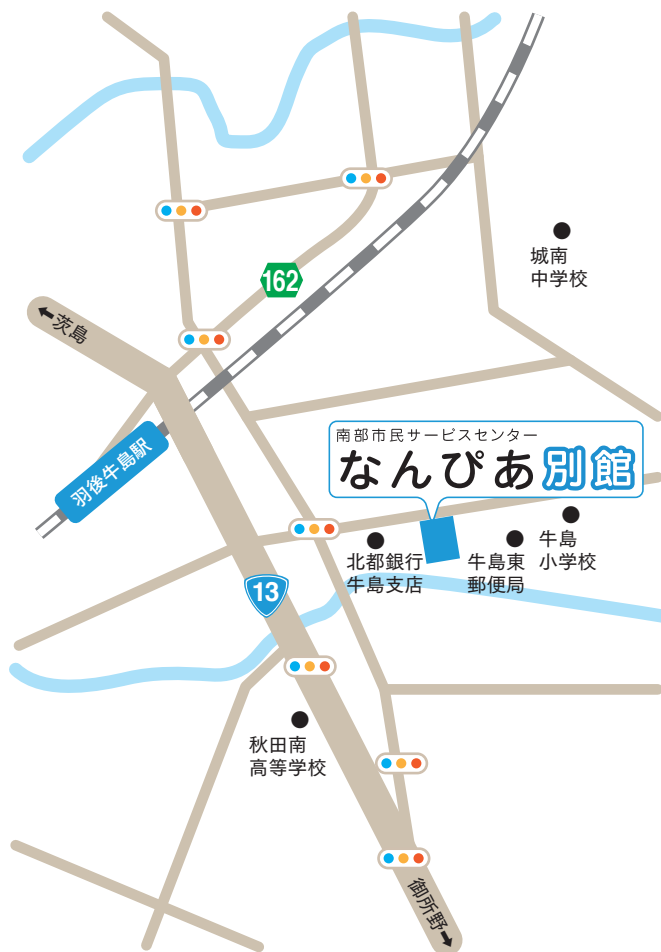 城南
中学校
162
茨島
南部市民サービスセンター
なんぴあ別館
羽後牛島駅
牛島
小学校
北都銀行
牛島支店
牛島東
郵便局
13
秋田南
高等学校
御所野